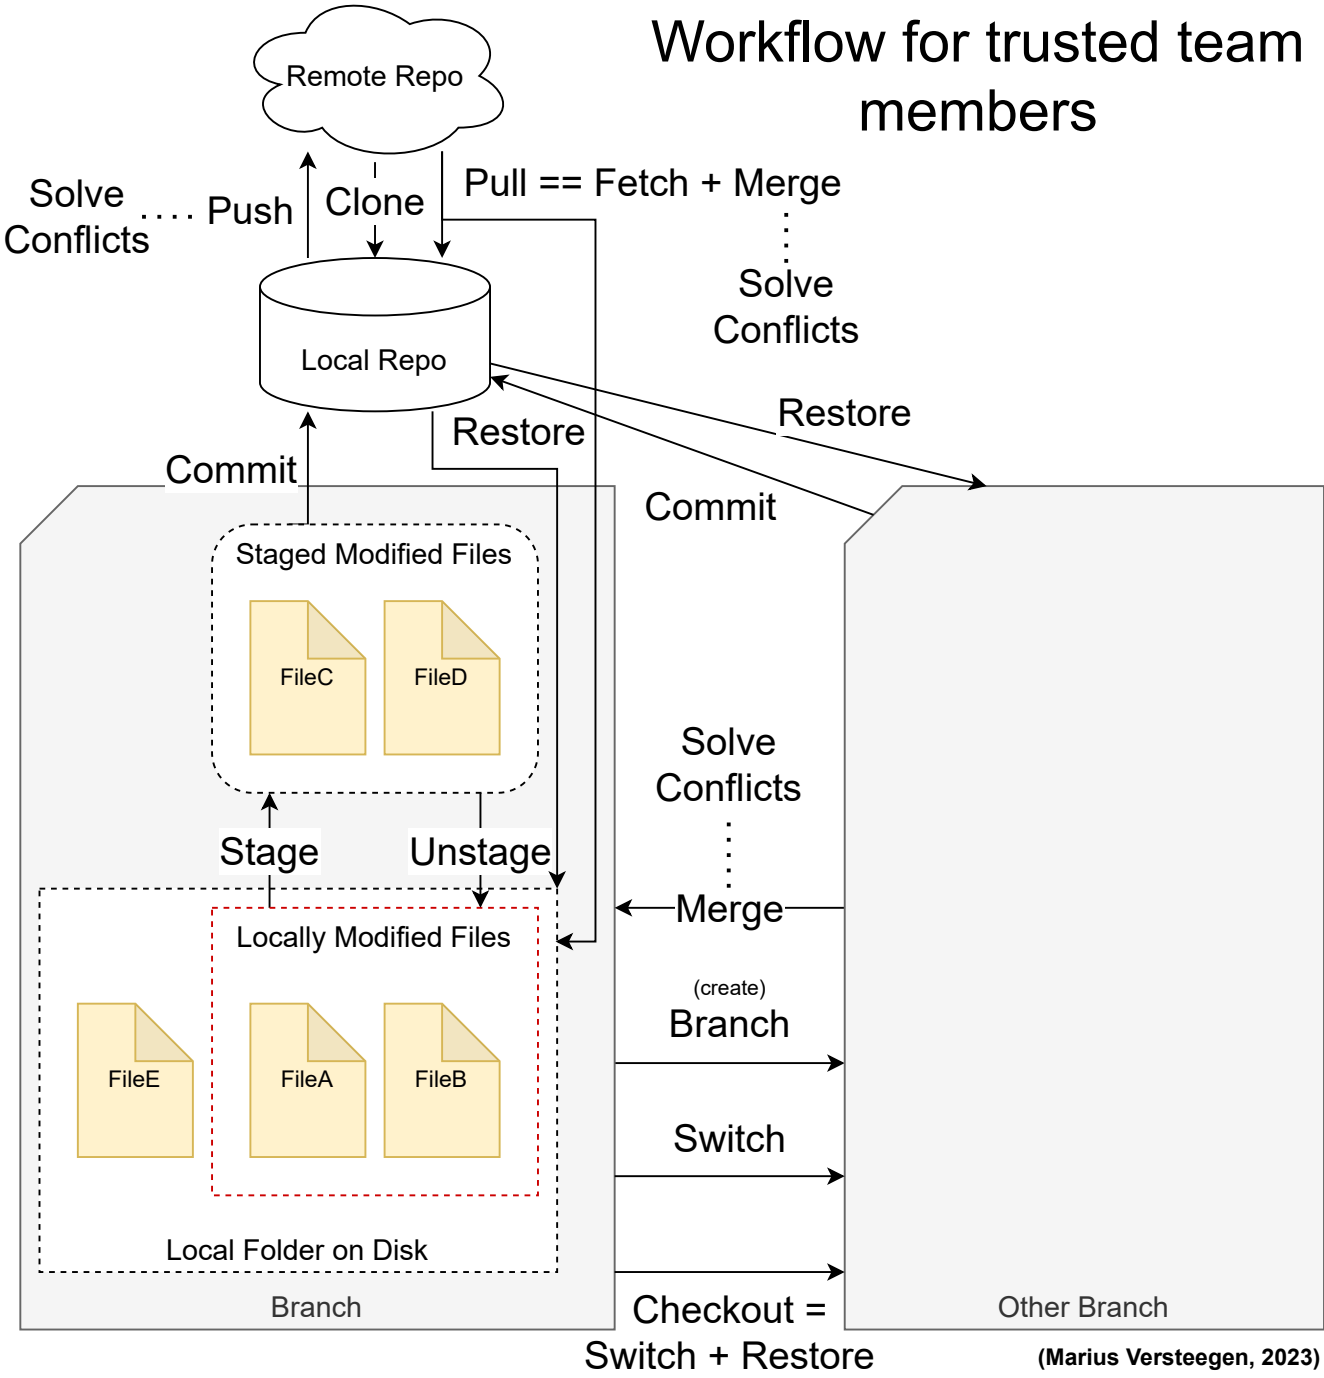 Workflow for trusted team
members
Remote Repo
Solve
Conflicts
Push
Clone
Pull == Fetch + Merge
Solve
Conflicts
Local Repo
Restore
Restore
Commit
Commit
Staged Modified Files
FileC
FileD
Stage
Unstage
Solve
Conflicts
Merge
Locally Modified Files
FileE
FileA
FileB
(create)
Branch
Switch
Local Folder on Disk
Branch
Checkout =
Switch + Restore
Other Branch
(Marius Versteegen, 2023)